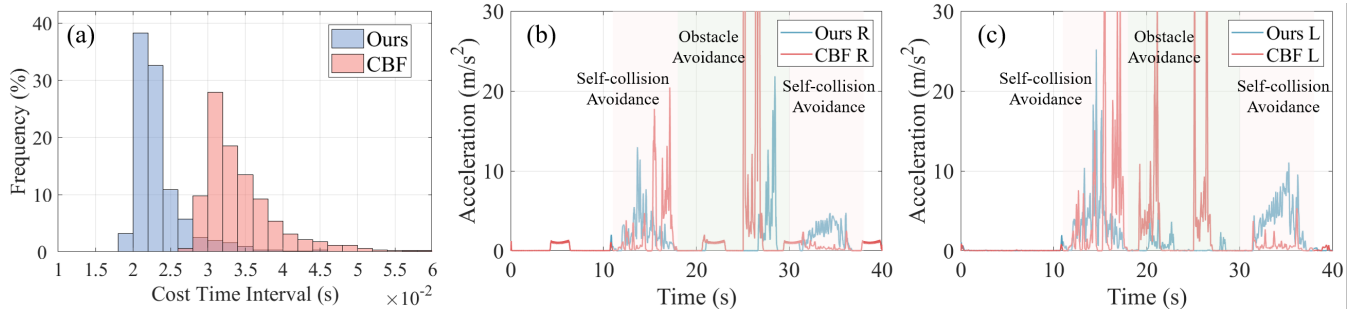 (a)
Ours
CBF
Frequency (%)
40
30
20
10
0
1
1.5
2
2.5
3
3.5
4
4.5
5
5.5
6
Cost Time Interval (s)
×10⁻²
(b)
Ours R
CBF R
Obstacle
Avoidance
Self-collision
Avoidance
Self-collision
Avoidance
Acceleration (m/s²)
30
20
10
0
0
10
20
30
40
Time (s)
(c)
Ours L
CBF L
Obstacle
Avoidance
Self-collision
Avoidance
Self-collision
Avoidance
Acceleration (m/s²)
30
20
10
0
0
10
20
30
40
Time (s)